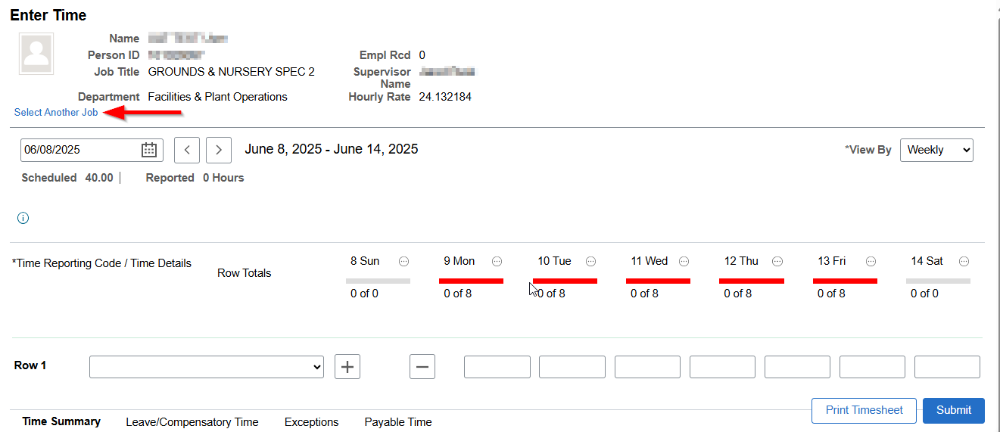 Enter Time
Name
Person ID
Empl Rcd 0
Job Title GROUNDS & NURSERY SPEC 2
Supervisor Name
Department Facilities & Plant Operations
Hourly Rate 24.132184
Select Another Job
06/08/2025
June 8, 2025 - June 14, 2025
*View By Weekly
Scheduled 40.00 | Reported 0 Hours
*Time Reporting Code / Time Details
Row Totals
8 Sun 9 Mon 10 Tue 11 Wed 12 Thu 13 Fri 14 Sat
0 of 0 0 of 8 0 of 8 0 of 8 0 of 8 0 of 8 0 of 0
Row 1
Print Timesheet Submit
Time Summary Leave/Compensatory Time Exceptions Payable Time